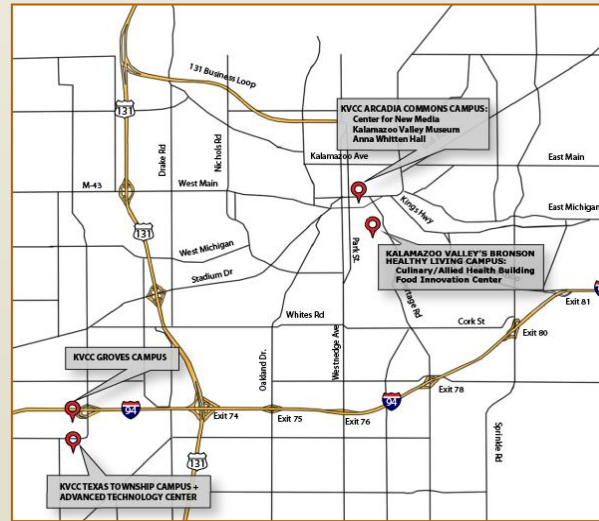 131 Business Loop
131
KVCC ARCADIA COMMONS CAMPUS:
Center for New Media
Kalamazoo Valley Museum
Anna Whitten Hall
Drake Rd
Nichols Rd
Kalamazoo Ave
East Main
M-43
West Main
Kings Hwy
East Michigan
131
West Michigan
Park St.
KALAMAZOO VALLEY'S BRONSON
HEALTHY LIVING CAMPUS:
Culinary/Allied Health Building
Food Innovation Center
Stadium Dr
Exit 81
Whites Rd
Cork St
Exit 80
KVCC GROVES CAMPUS
Oakland Dr.
Westnedge Ave
Exit 78
94
94
Exit 74
Exit 75
Exit 76
Sprinkle Rd
131
KVCC TEXAS TOWNSHIP CAMPUS +
ADVANCED TECHNOLOGY CENTER